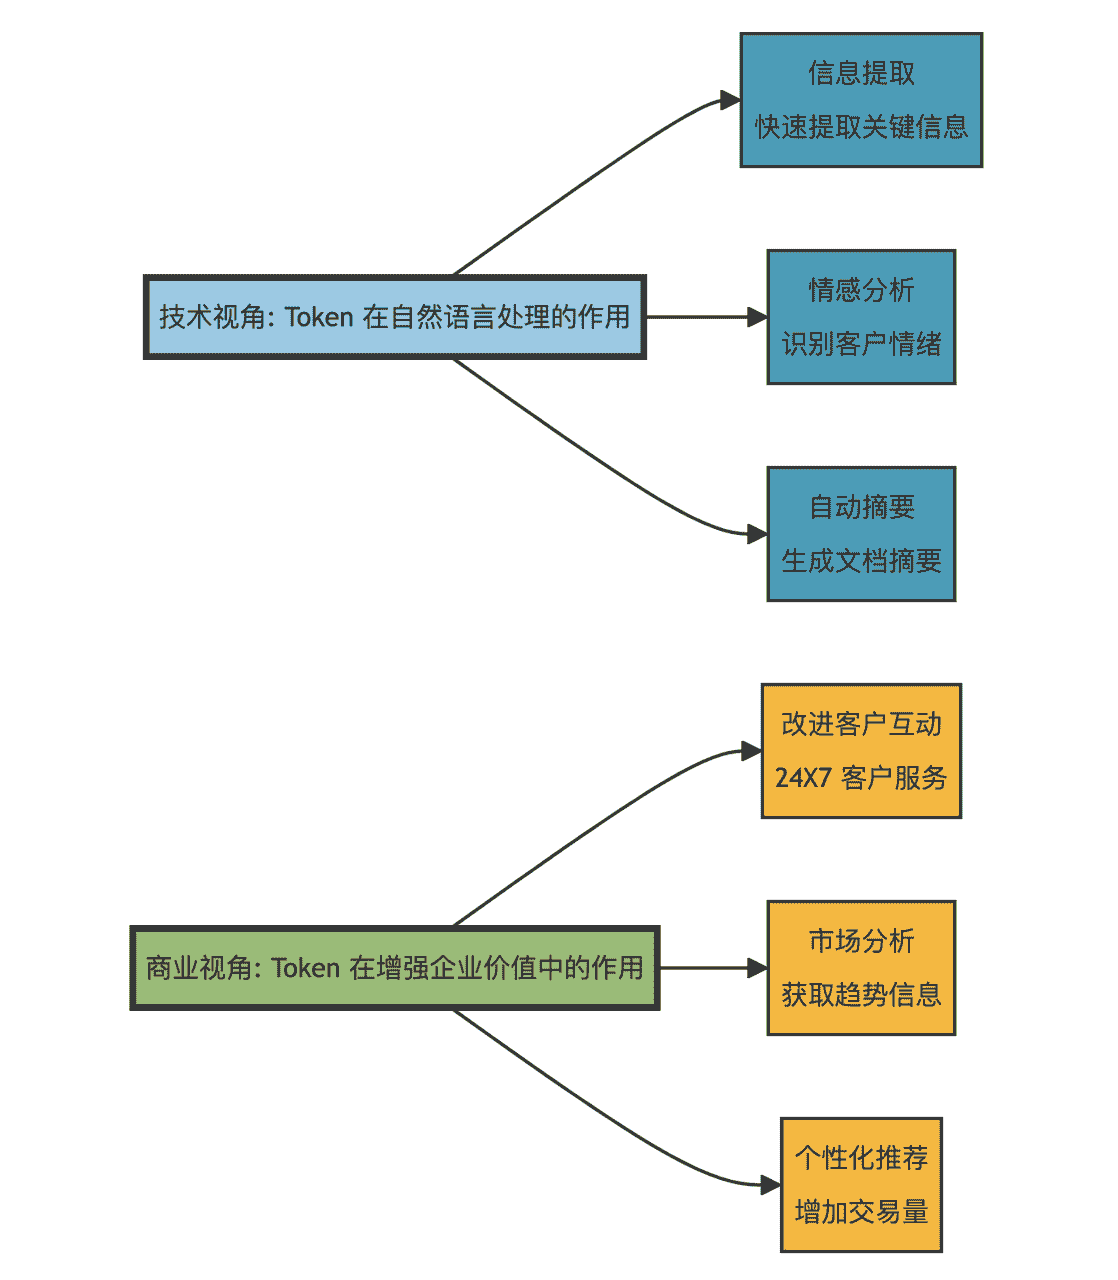 信息提取
快速提取关键信息
技术视角: Token 在自然语言处理的作用
情感分析
识别客户情绪
自动摘要
生成文档摘要
改进客户互动
24X7 客户服务
商业视角: Token 在增强企业价值中的作用
市场分析
获取趋势信息
个性化推荐
增加交易量